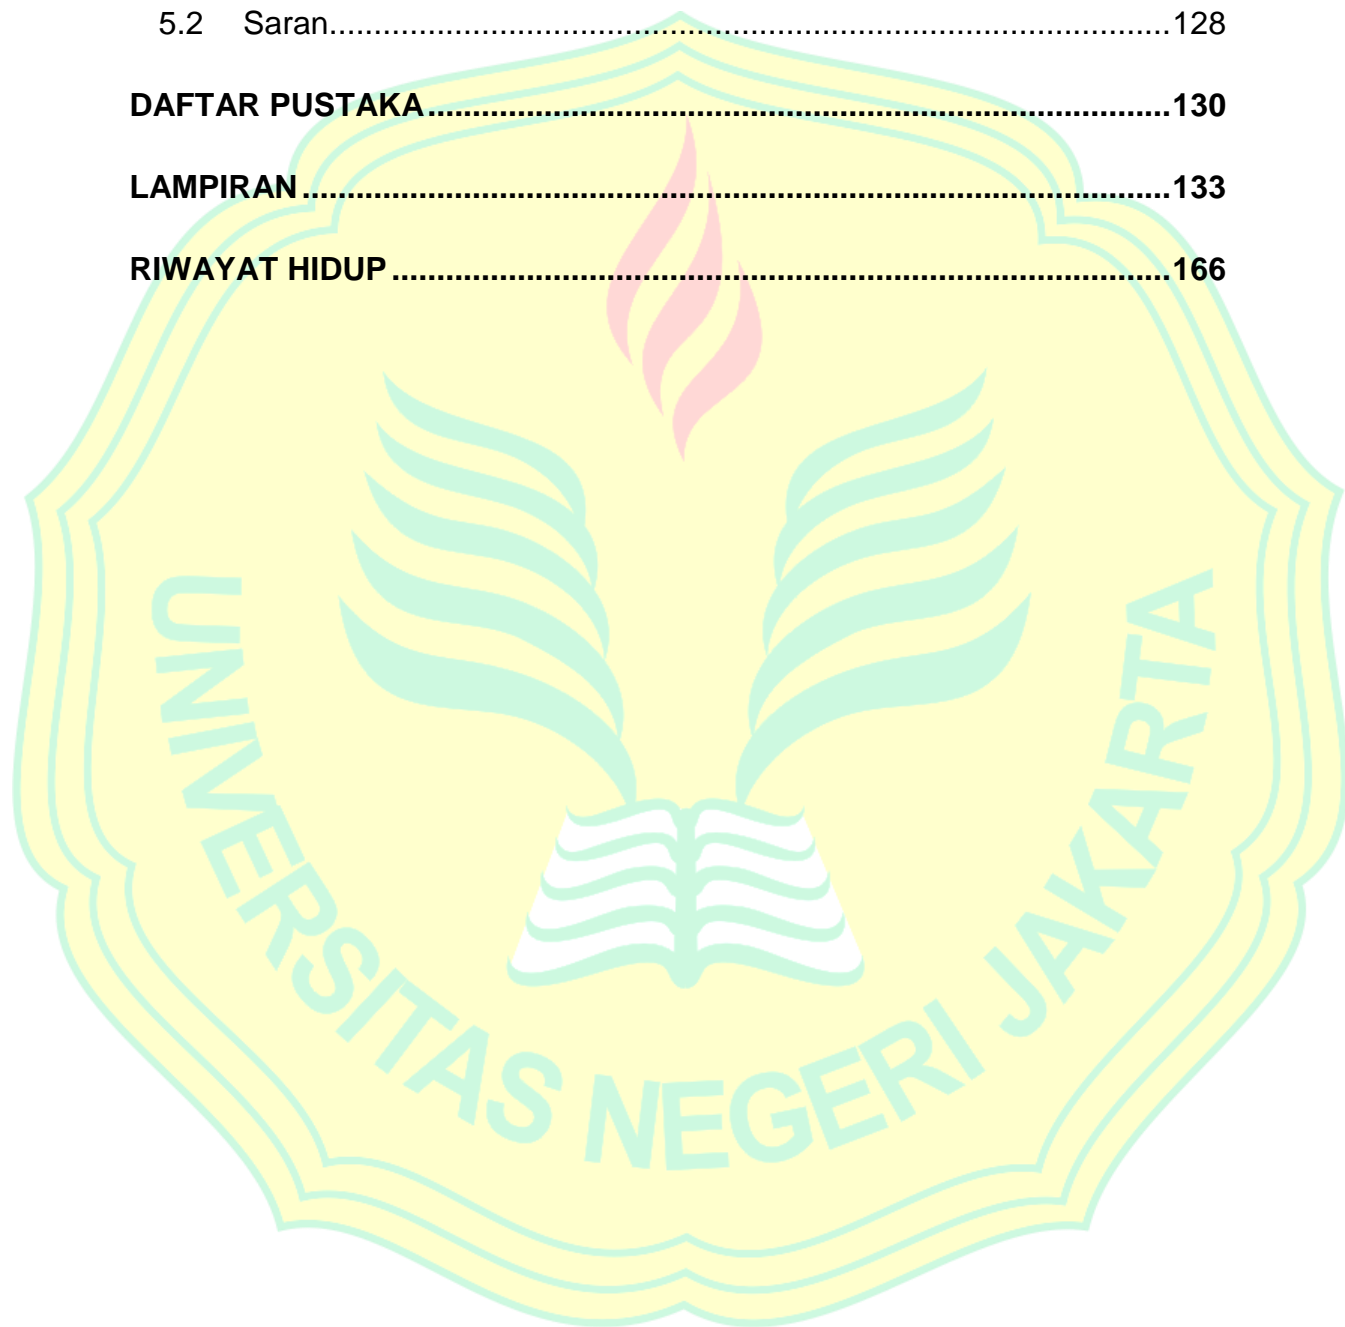 5.2 Saran..............................................................................................128
DAFTAR PUSTAKA...................................................................................130
LAMPIRAN.................................................................................................133
RIWAYAT HIDUP.......................................................................................166
UNIVERSITAS NEGERI JAKARTA